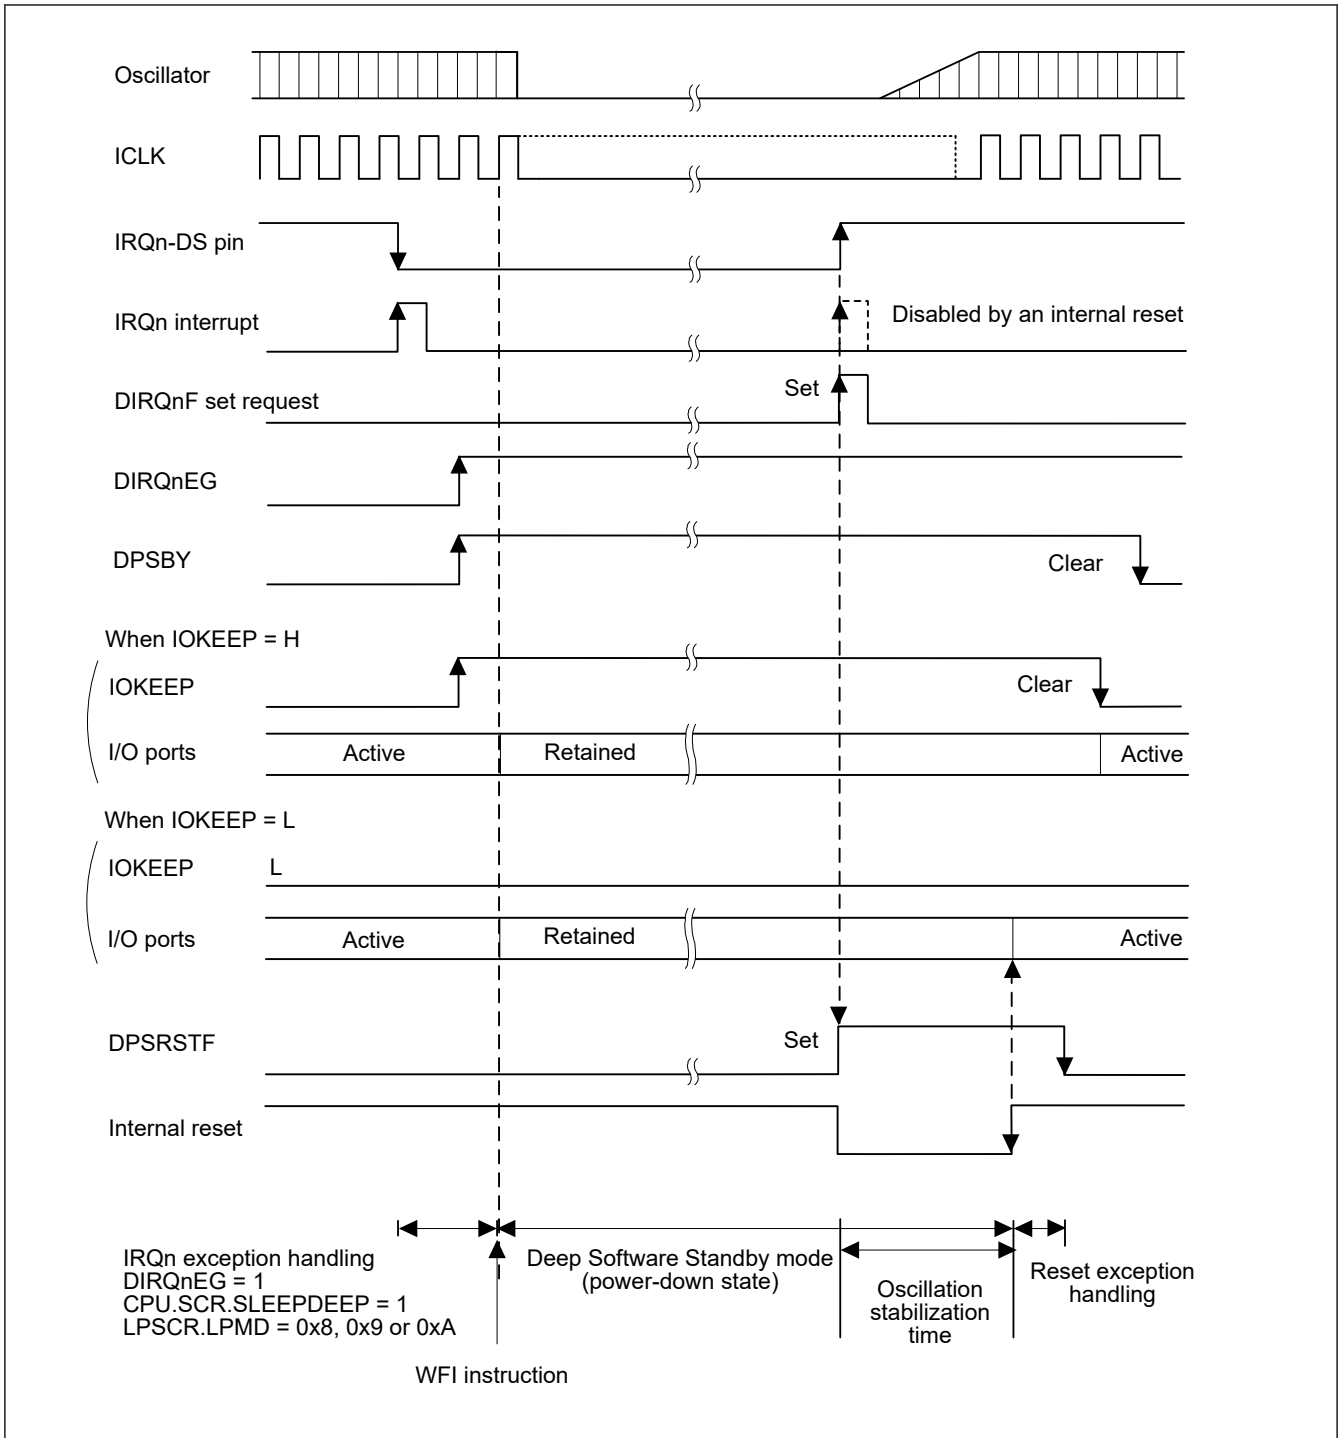 Oscillator
ICLK
IRQn-DS pin
IRQn interrupt
Disabled by an internal reset
DIRQnF set request
Set
DIRQnEG
DPSBY
Clear
When IOKEEP = H
IOKEEP
Clear
I/O ports
Active
Retained
Active
When IOKEEP = L
IOKEEP
L
I/O ports
Active
Retained
Active
DPSRSTF
Set
Internal reset
IRQn exception handling
DIRQnEG = 1
CPU.SCR.SLEEPDEEP = 1
LPSCR.LPMD = 0x8, 0x9 or 0xA
Deep Software Standby mode
(power-down state)
Oscillation
stabilization
time
Reset exception
handling
WFI instruction